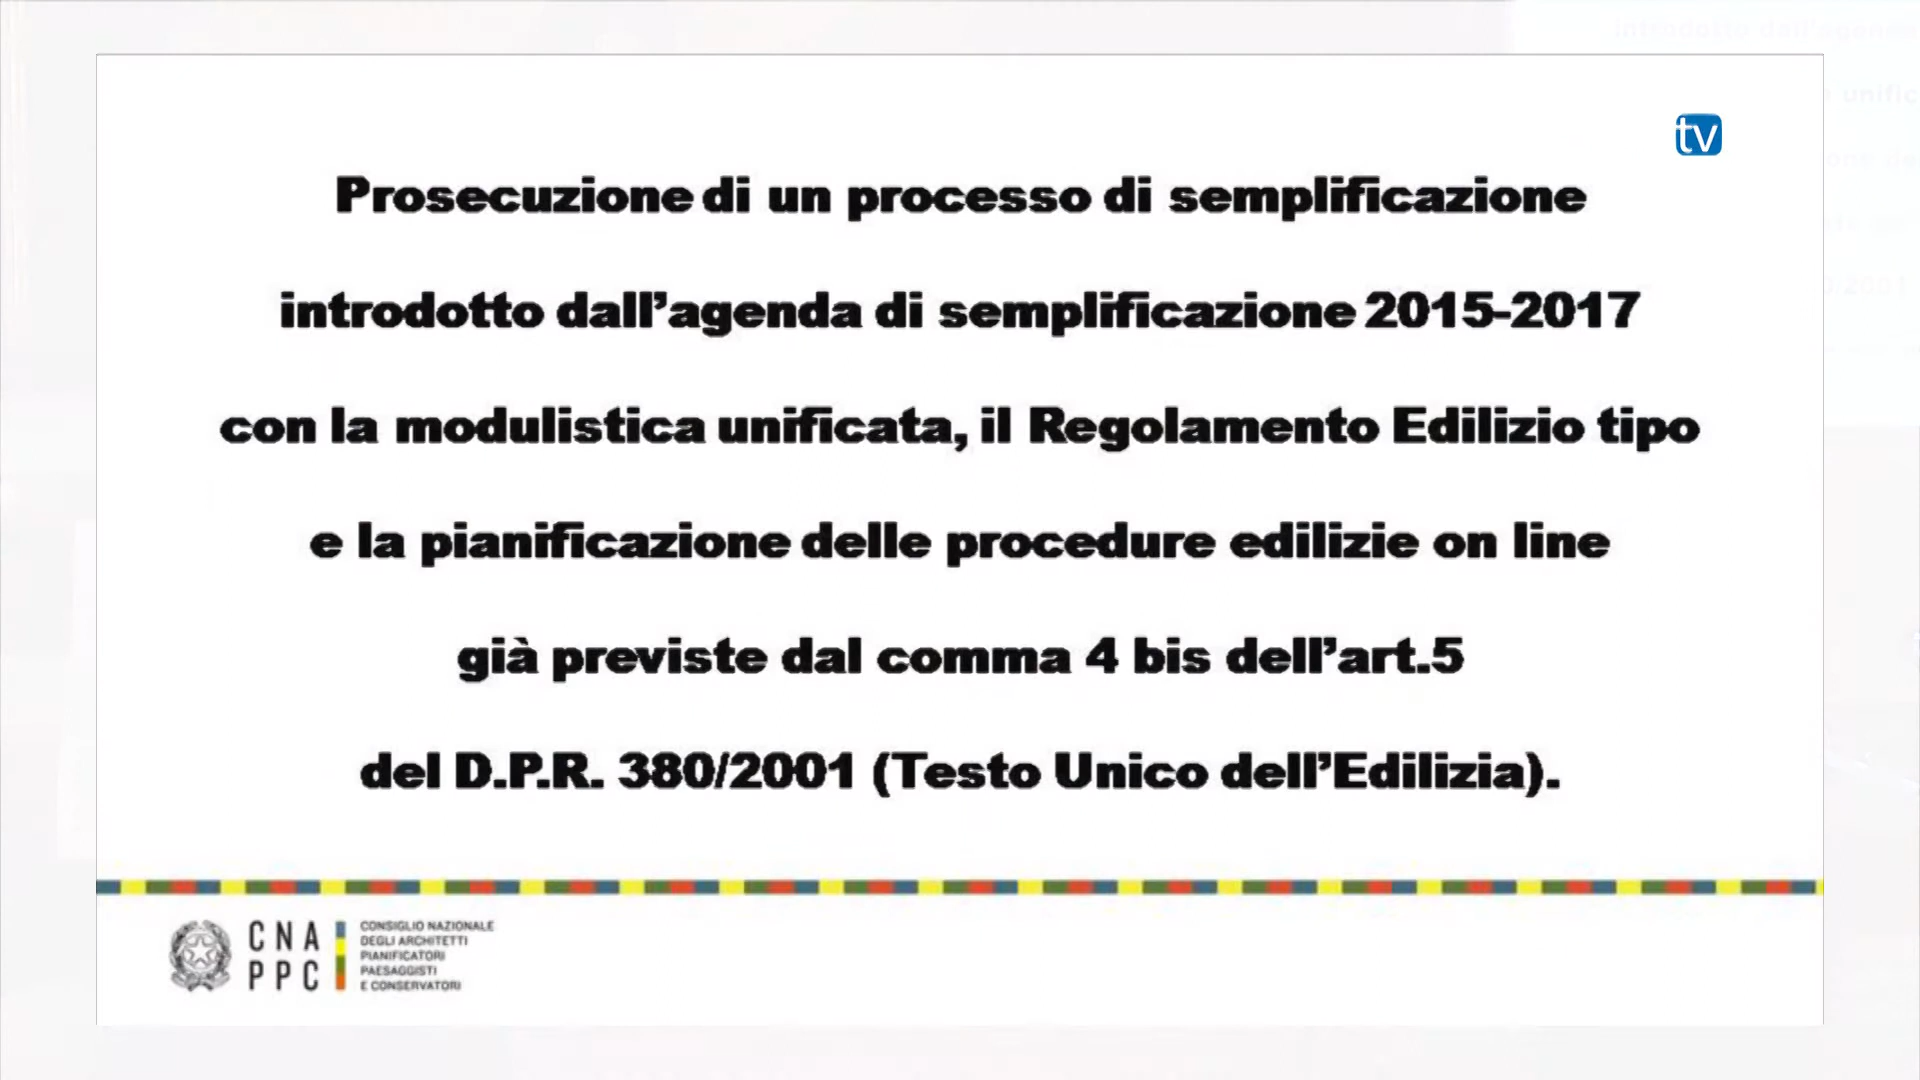 tv
Prosecuzione di un processo di semplificazione
introdotto dall’agenda di semplificazione 2015-2017
con la modulistica unificata, il Regolamento Edilizio tipo
e la pianificazione delle procedure edilizie on line
già previste dal comma 4 bis dell’art.5
del D.P.R. 380/2001 (Testo Unico dell’Edilizia).
CNA
PPC
CONSIGLIO NAZIONALE
DEGLI ARCHITETTI
PIANIFICATORI
PAESAGGISTI
E CONSERVATORI